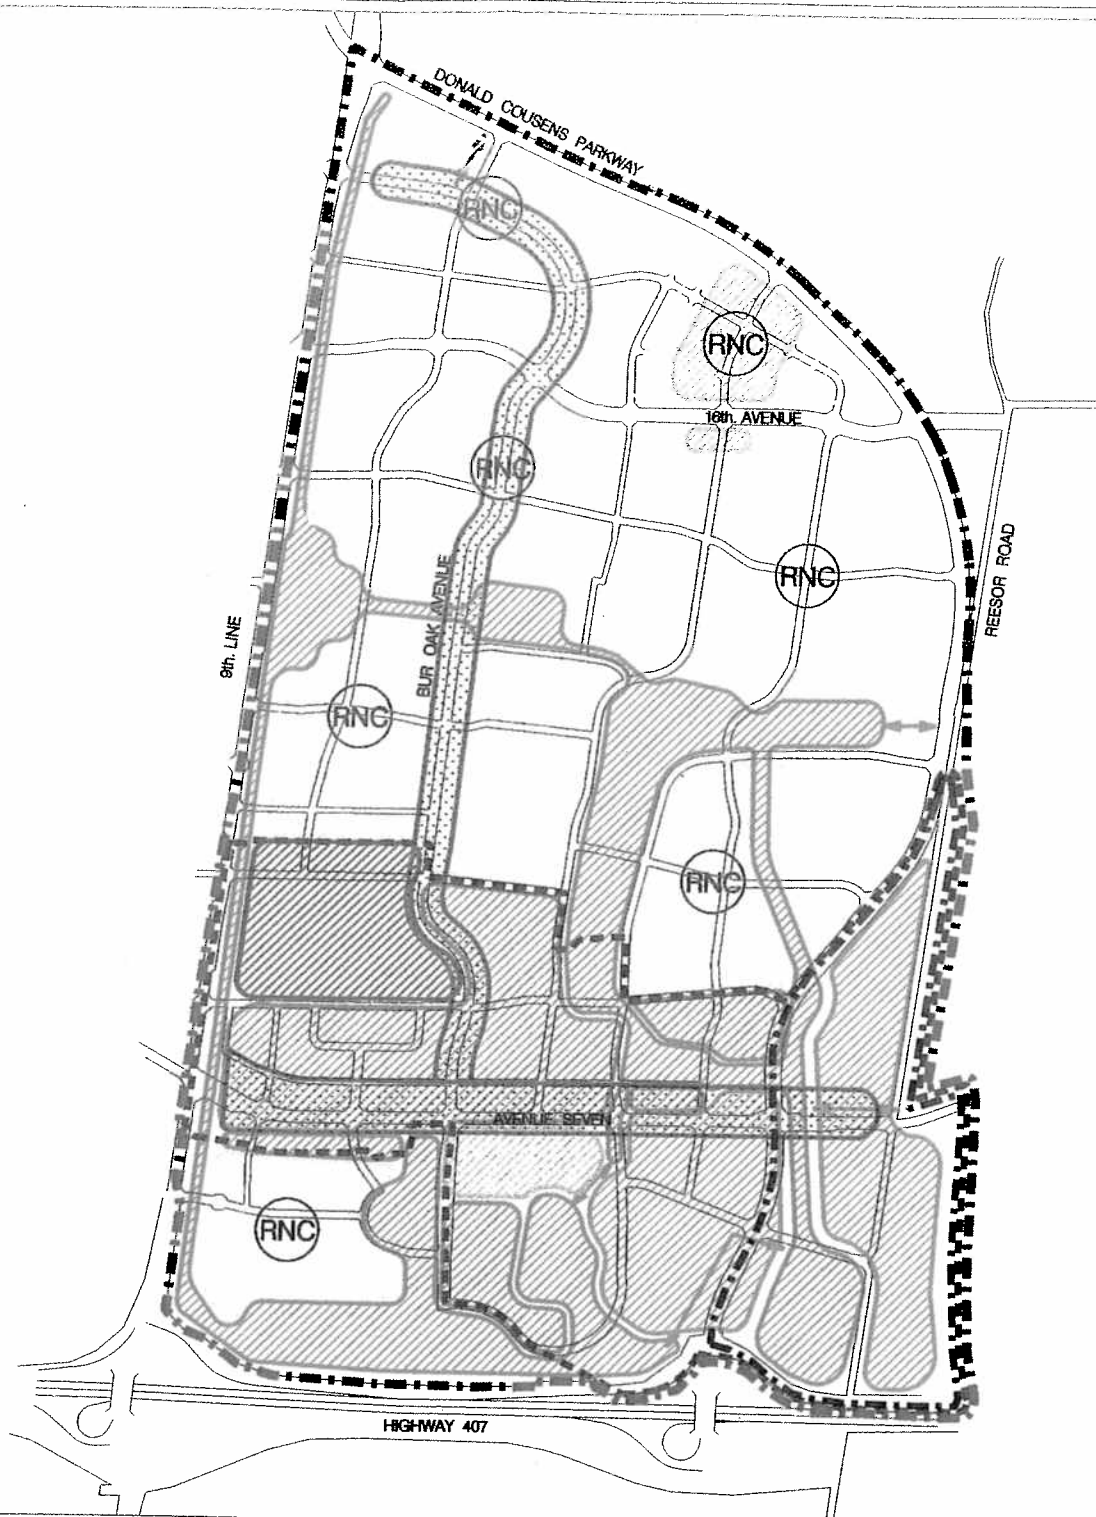 DONALD COUSENS PARKWAY
RNC
RNC
16th. AVENUE
RNC
RNC
REESOR ROAD
BUR OAK AVENUE
9th. LINE
RNC
RNC
AVENUE SEVEN
RNC
HIGHWAY 407